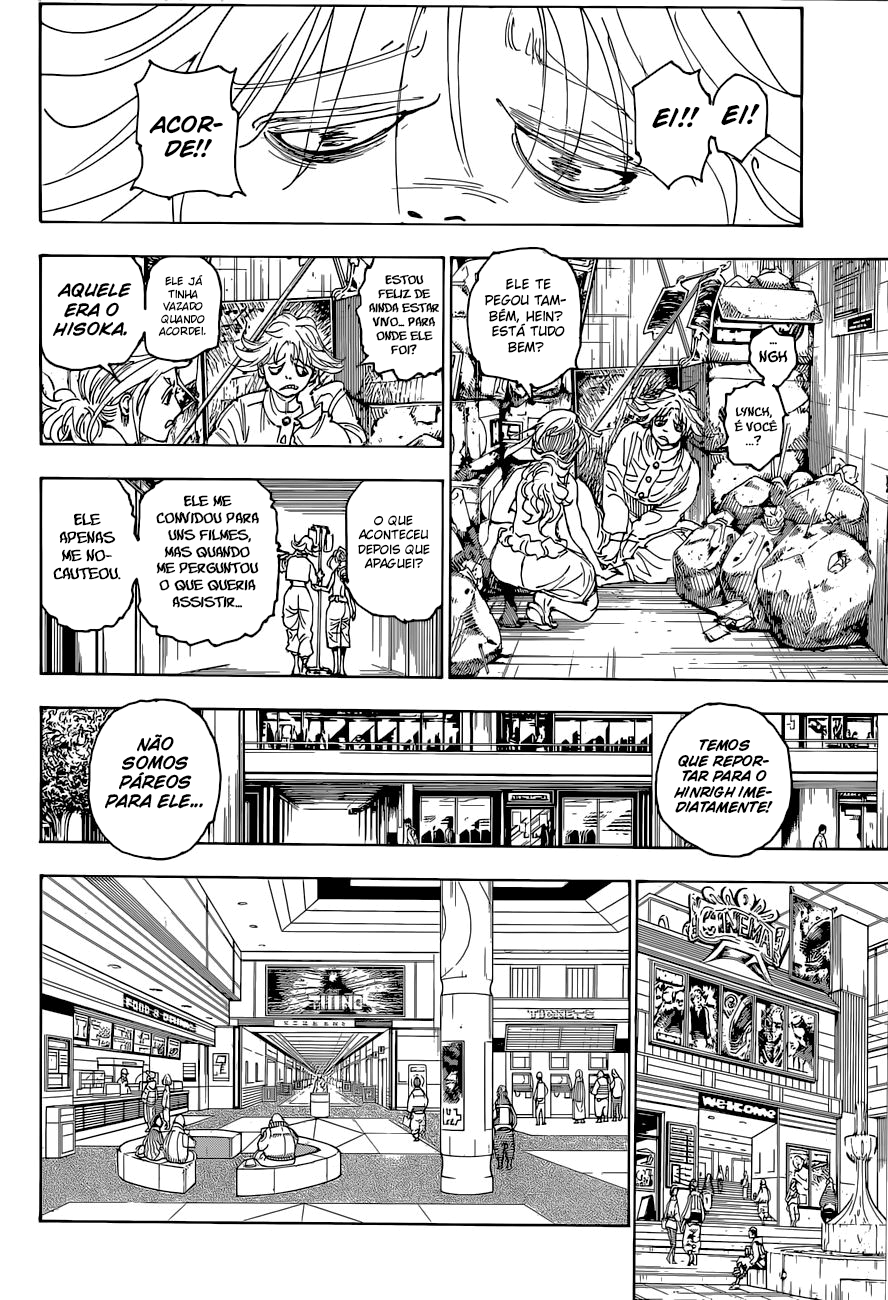 EI!
EI!!
ACOR-
DE!!
... NGH
LYNCH,
É VOCÊ
...?
ELE TE
PEGOU TAM-
BÉM, HEIN?
ESTÁ TUDO
BEM?
ESTOU
FELIZ DE
AINDA ESTAR
VIVO... PARA
ONDE ELE
FOI?
ELE JÁ
TINHA
VAZADO
QUANDO
ACORDEI.
AQUELE
ERA O
HISOKA.
O QUE
ACONTECEU
DEPOIS QUE
APAGUEI?
ELE ME
CONVIDOU PARA
UNS FILMES,
MAS QUANDO
ME PERGUNTOU
O QUE QUERIA
ASSISTIR...
ELE
APENAS
ME NO-
CAUTEOU.
TEMOS
QUE REPOR-
TAR PARA O
HINRIGH IME-
DIATAMENTE!
NÃO
SOMOS
PÁREOS
PARA ELE...
CINEMA
WELCOME
THING
TICKETS
FOOD & DRINKS